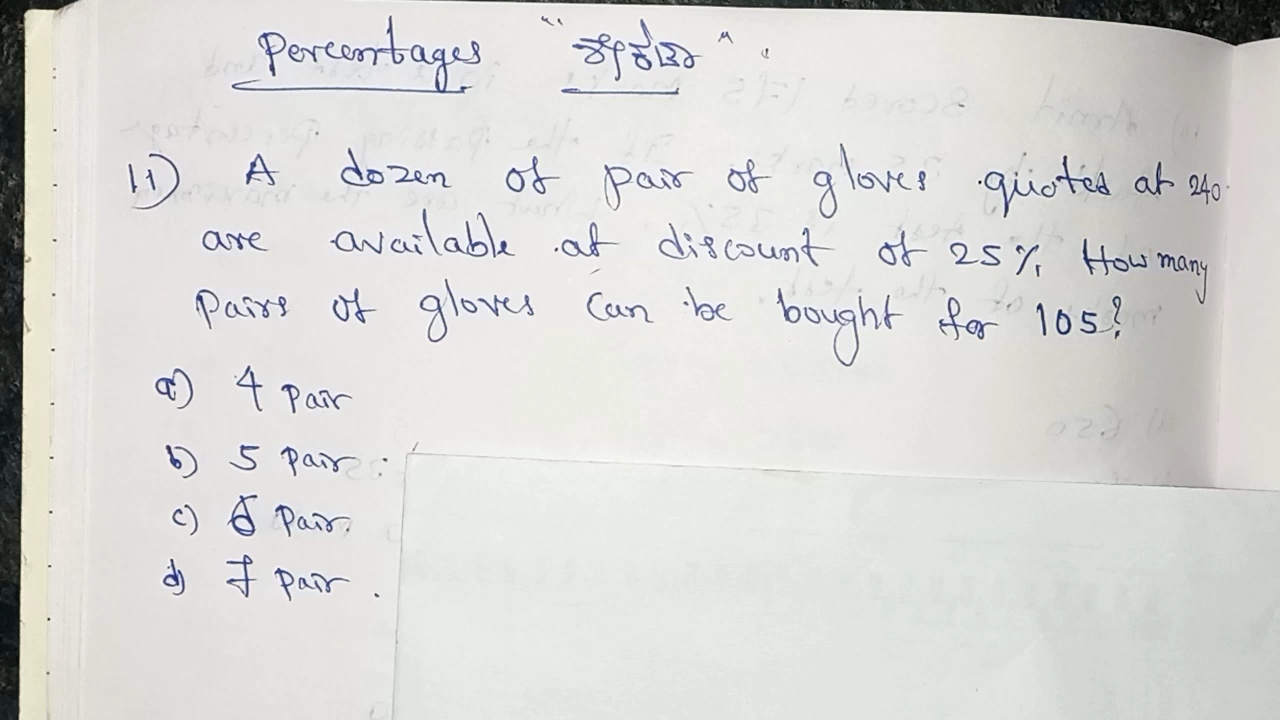 Percentages "ಶೇಕಡಾ"
11) A dozen of pair of gloves quoted at 240
are available at discount of 25%. How many
Pairs of gloves Can be bought for 105?
a) 4 Pair
b) 5 Pair.
c) 6 Pair.
d) 7 Pair.